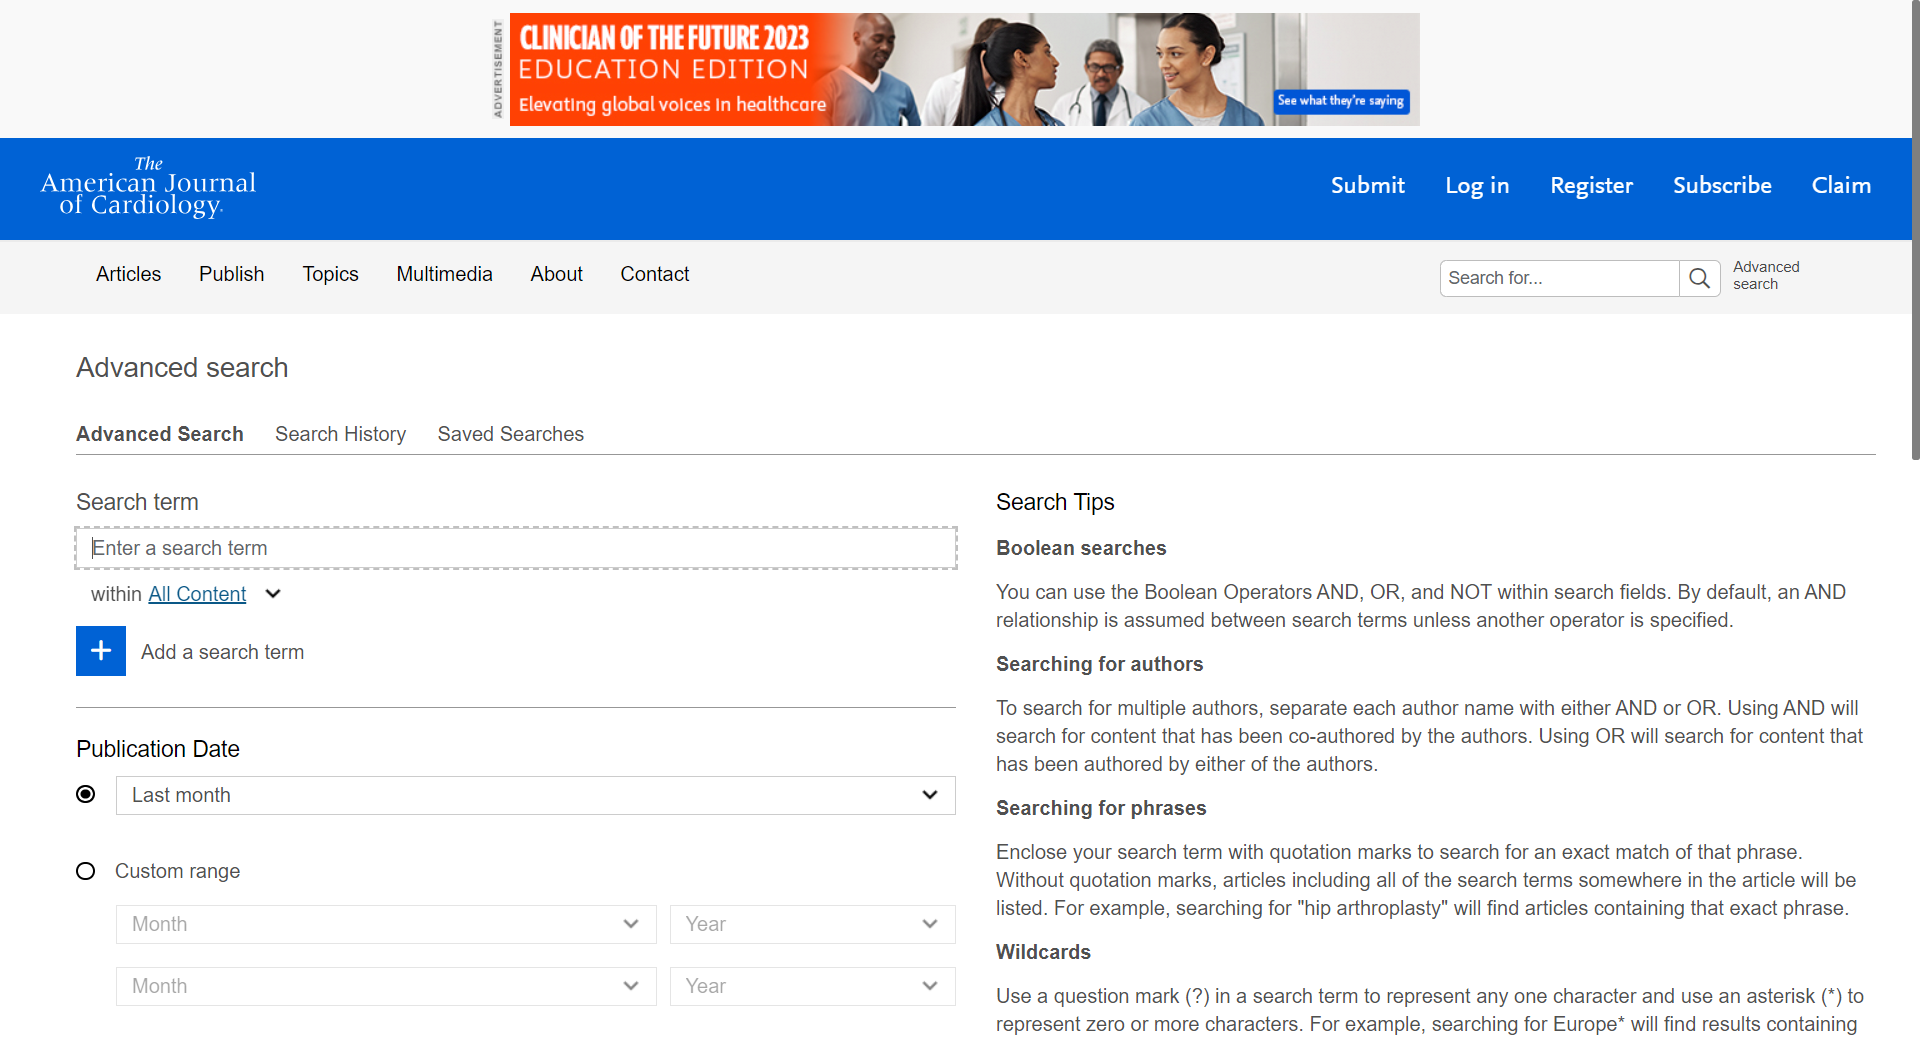 ADVERTISEMENT
CLINICIAN OF THE FUTURE 2023
EDUCATION EDITION
Elevating global voices in healthcare
See what they're saying
The
American Journal
of Cardiology.
Submit
Log in
Register
Subscribe
Claim
Articles
Publish
Topics
Multimedia
About
Contact
Search for...
Advanced
search
Advanced search
Advanced Search
Search History
Saved Searches
Search term
Enter a search term
within All Content
Add a search term
Publication Date
Last month
Custom range
Month
Year
Month
Year
Search Tips
Boolean searches
You can use the Boolean Operators AND, OR, and NOT within search fields. By default, an AND
relationship is assumed between search terms unless another operator is specified.
Searching for authors
To search for multiple authors, separate each author name with either AND or OR. Using AND will
search for content that has been co-authored by the authors. Using OR will search for content that
has been authored by either of the authors.
Searching for phrases
Enclose your search term with quotation marks to search for an exact match of that phrase.
Without quotation marks, articles including all of the search terms somewhere in the article will be
listed. For example, searching for "hip arthroplasty" will find articles containing that exact phrase.
Wildcards
Use a question mark (?) in a search term to represent any one character and use an asterisk (*) to
represent zero or more characters. For example, searching for Europe* will find results containing